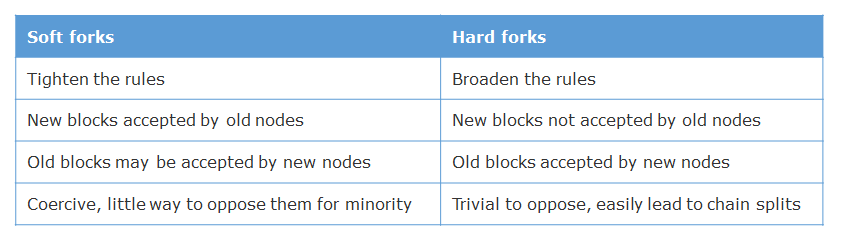 Soft forks Hard forks
Tighten the rules Broaden the rules
New blocks accepted by old nodes New blocks not accepted by old nodes
Old blocks may be accepted by new nodes Old blocks accepted by new nodes
Coercive, little way to oppose them for minority Trivial to oppose, easily lead to chain splits